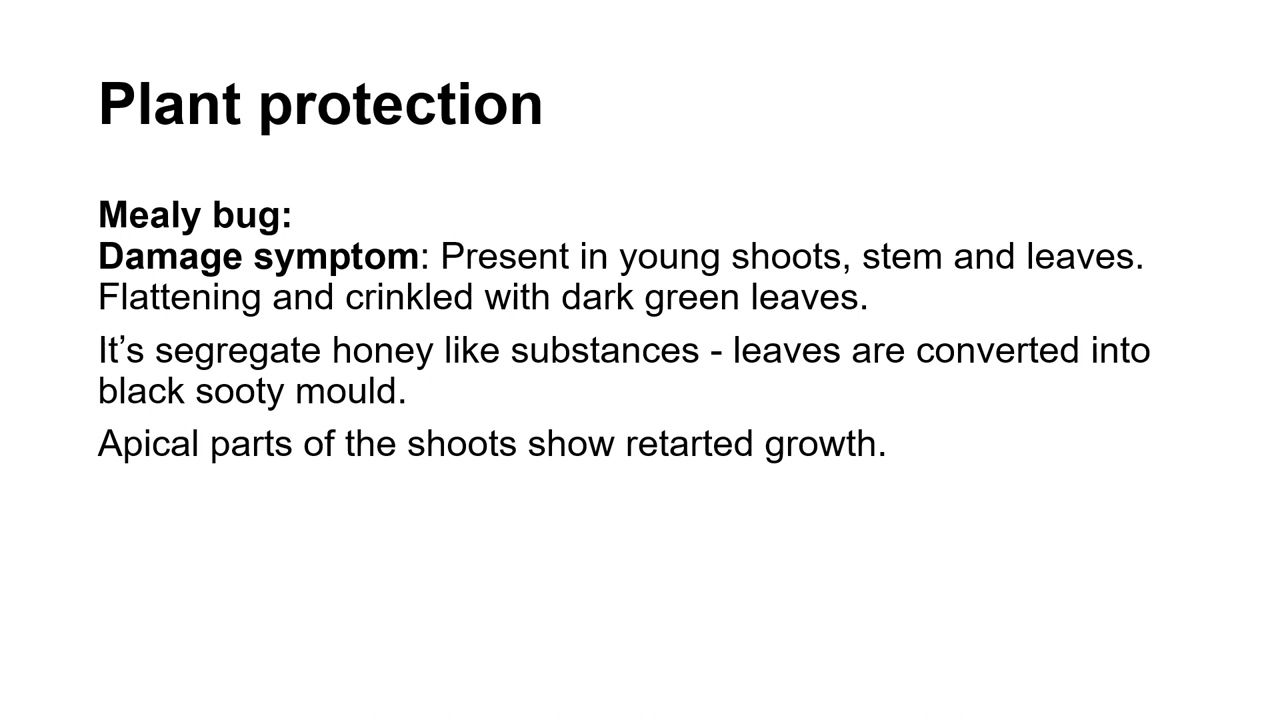 Plant protection
Mealy bug:
Damage symptom: Present in young shoots, stem and leaves.
Flattening and crinkled with dark green leaves.
It’s segregate honey like substances - leaves are converted into
black sooty mould.
Apical parts of the shoots show retarted growth.